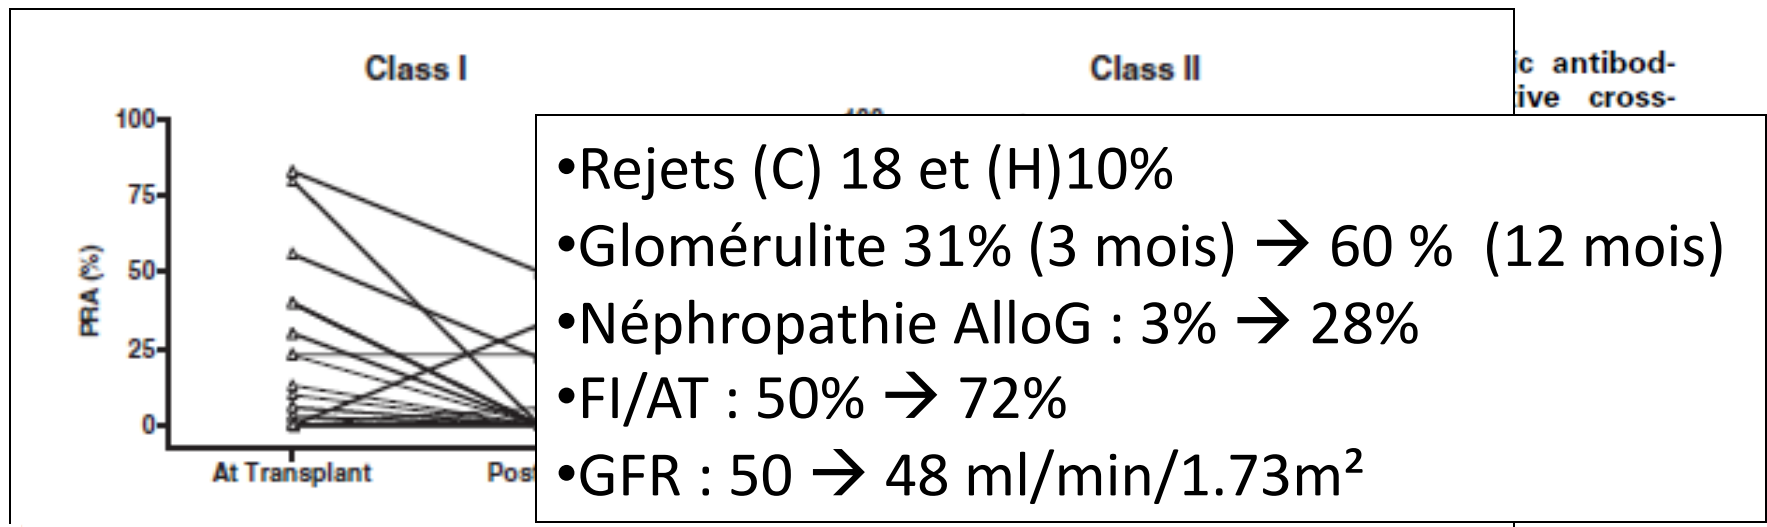 Class I
Class II
ic antibod-
tive cross-
100
75
50
25
0
PRA (%)
At Transplant
Post
•Rejets (C) 18 et (H)10%
•Glomérulite 31% (3 mois) → 60 % (12 mois)
•Néphropathie AlloG : 3% → 28%
•FI/AT : 50% → 72%
•GFR : 50 → 48 ml/min/1.73m²